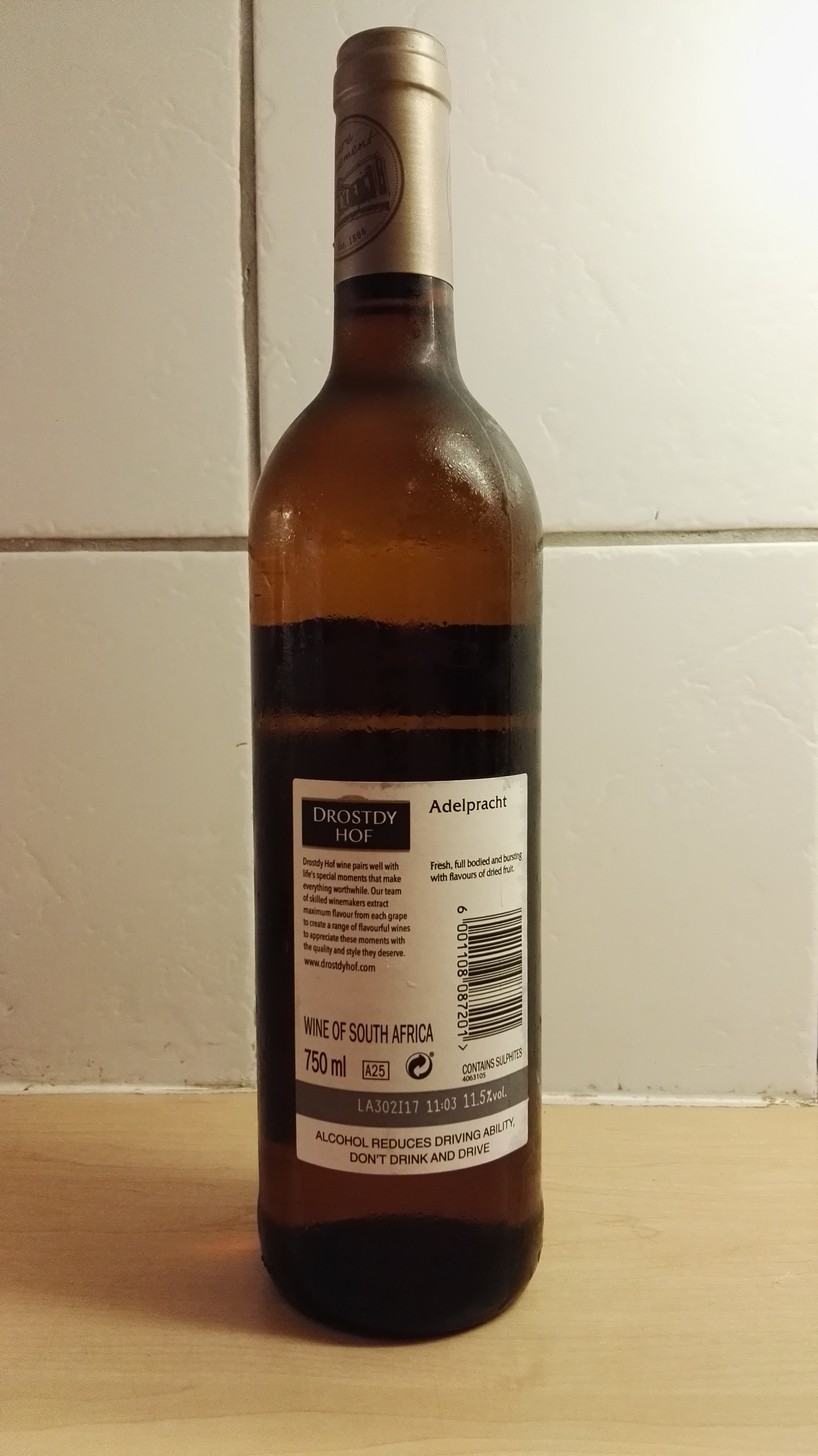 Est. 1804
DROSTDY
HOF
Drostdy Hof wine pairs well with
life's special moments that make
everything worthwhile. Our team
of skilled winemakers extract
maximum flavour from each grape
to create a range of flavourful wines
to appreciate these moments with
the quality and style they deserve.
www.drostdyhof.com
Adelpracht
Fresh, full bodied and bursting
with flavours of dried fruit.
6 001108 087201 >
WINE OF SOUTH AFRICA
750 ml A25
CONTAINS SULPHITES
4063105
LA302I17 11:03 11.5%vol.
ALCOHOL REDUCES DRIVING ABILITY,
DON'T DRINK AND DRIVE